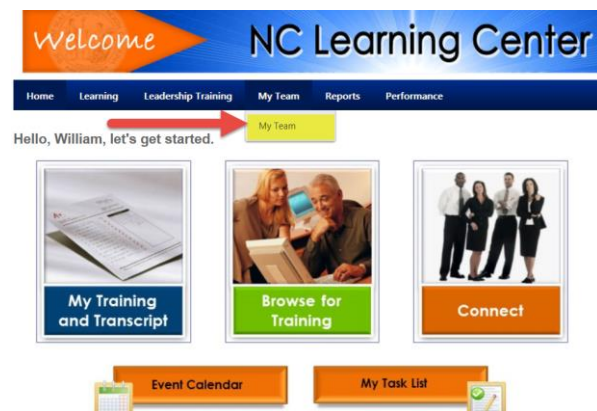 Welcome
NC Learning Center
Home Learning Leadership Training My Team Reports Performance
My Team
Hello, William, let's get started.
My Training
and Transcript
Browse for
Training
Connect
Event Calendar
My Task List